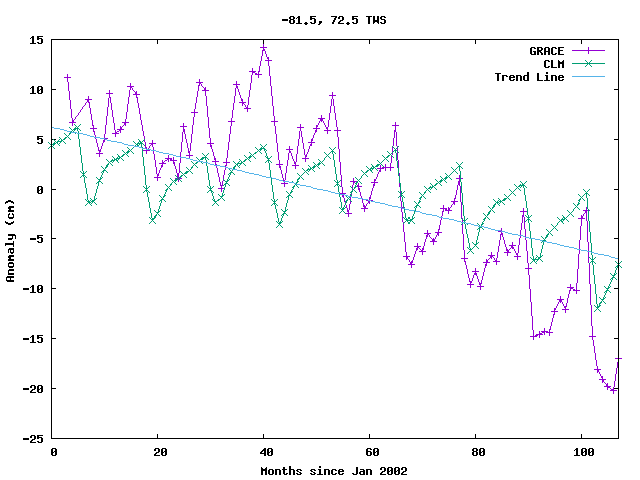 -81.5, 72.5 TWS
GRACE
CLM
Trend Line
15
10
5
0
-5
-10
-15
-20
-25
Anomaly (cm)
0 20 40 60 80 100
Months since Jan 2002